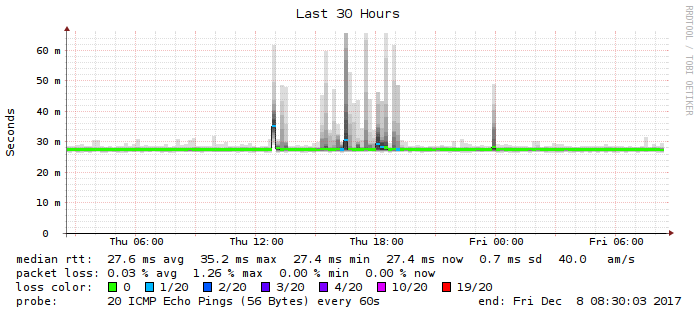 Last 30 Hours
RRDTOOL / TOBI OETIKER
Seconds
60 m
50 m
40 m
30 m
20 m
10 m
0
Thu 06:00 Thu 12:00 Thu 18:00 Fri 00:00 Fri 06:00
median rtt: 27.6 ms avg 35.2 ms max 27.4 ms min 27.4 ms now 0.7 ms sd 40.0 am/s
packet loss: 0.03 % avg 1.26 % max 0.00 % min 0.00 % now
loss color: 0 1/20 2/20 3/20 4/20 10/20 19/20
probe: 20 ICMP Echo Pings (56 Bytes) every 60s end: Fri Dec 8 08:30:03 2017